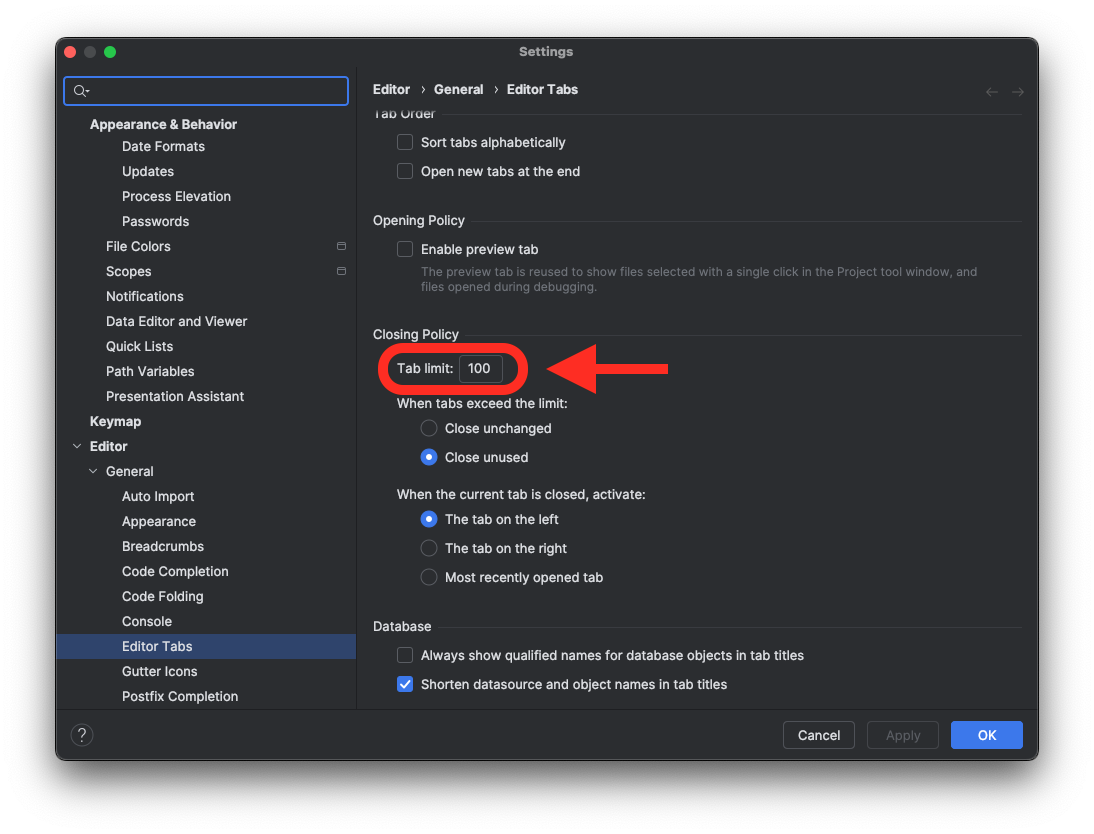 Settings
Appearance & Behavior
Date Formats
Updates
Process Elevation
Passwords
File Colors
Scopes
Notifications
Data Editor and Viewer
Quick Lists
Path Variables
Presentation Assistant
Keymap
Editor
General
Auto Import
Appearance
Breadcrumbs
Code Completion
Code Folding
Console
Editor Tabs
Gutter Icons
Postfix Completion
Editor › General › Editor Tabs
Tab Order
Sort tabs alphabetically
Open new tabs at the end
Opening Policy
Enable preview tab
The preview tab is reused to show files selected with a single click in the Project tool window, and
files opened during debugging.
Closing Policy
Tab limit: 100
When tabs exceed the limit:
Close unchanged
Close unused
When the current tab is closed, activate:
The tab on the left
The tab on the right
Most recently opened tab
Database
Always show qualified names for database objects in tab titles
Shorten datasource and object names in tab titles
?
Cancel
Apply
OK